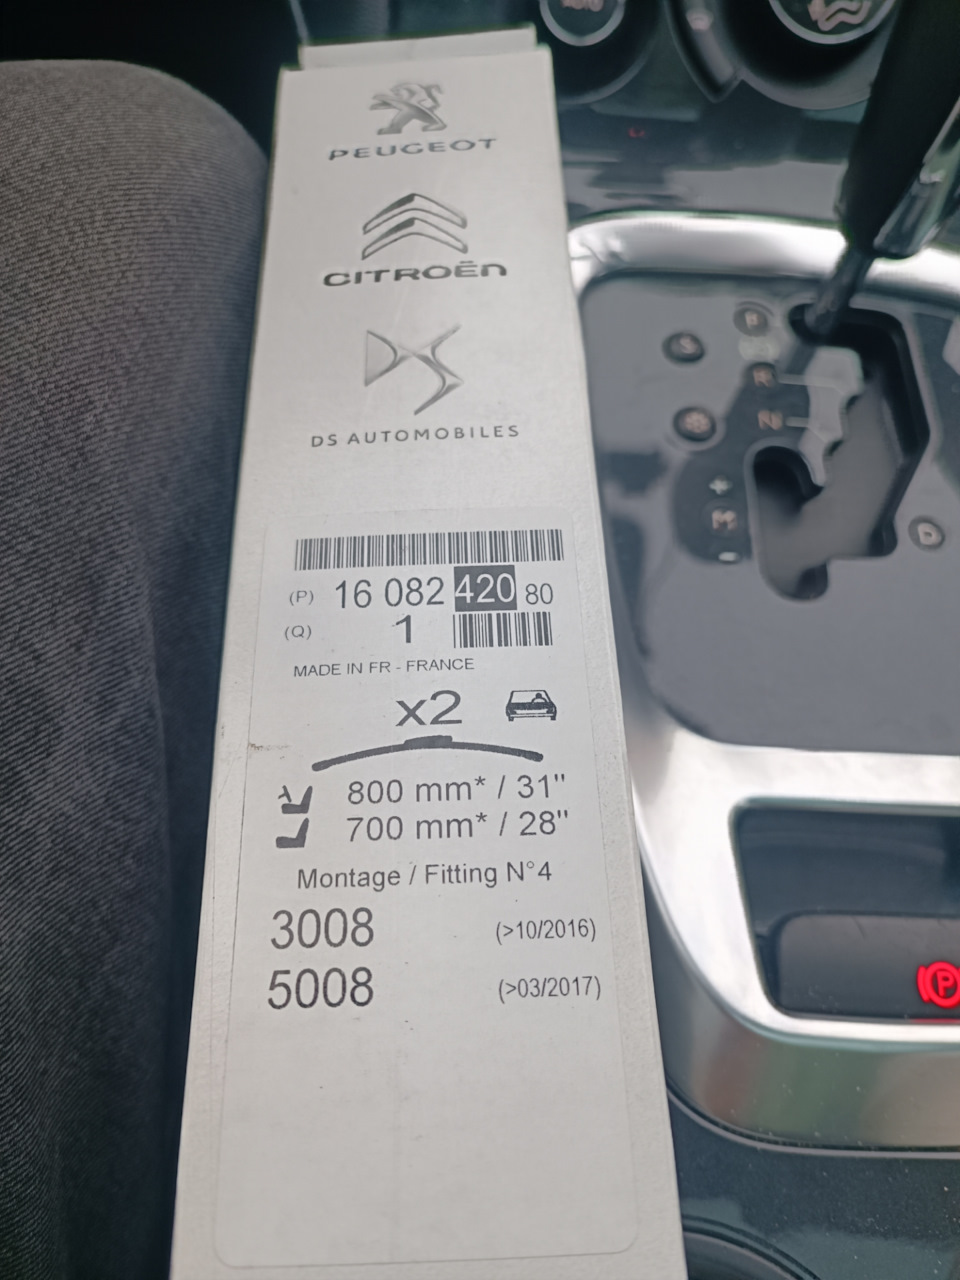 AUTO
PEUGEOT
CITROËN
DS AUTOMOBILES
(P) 16 082 420 80
(Q) 1
MADE IN FR - FRANCE
x2
800 mm* / 31"
700 mm* / 28"
Montage / Fitting N°4
3008 (>10/2016)
5008 (>03/2017)
P
S
R
N
+
M
-
D
P